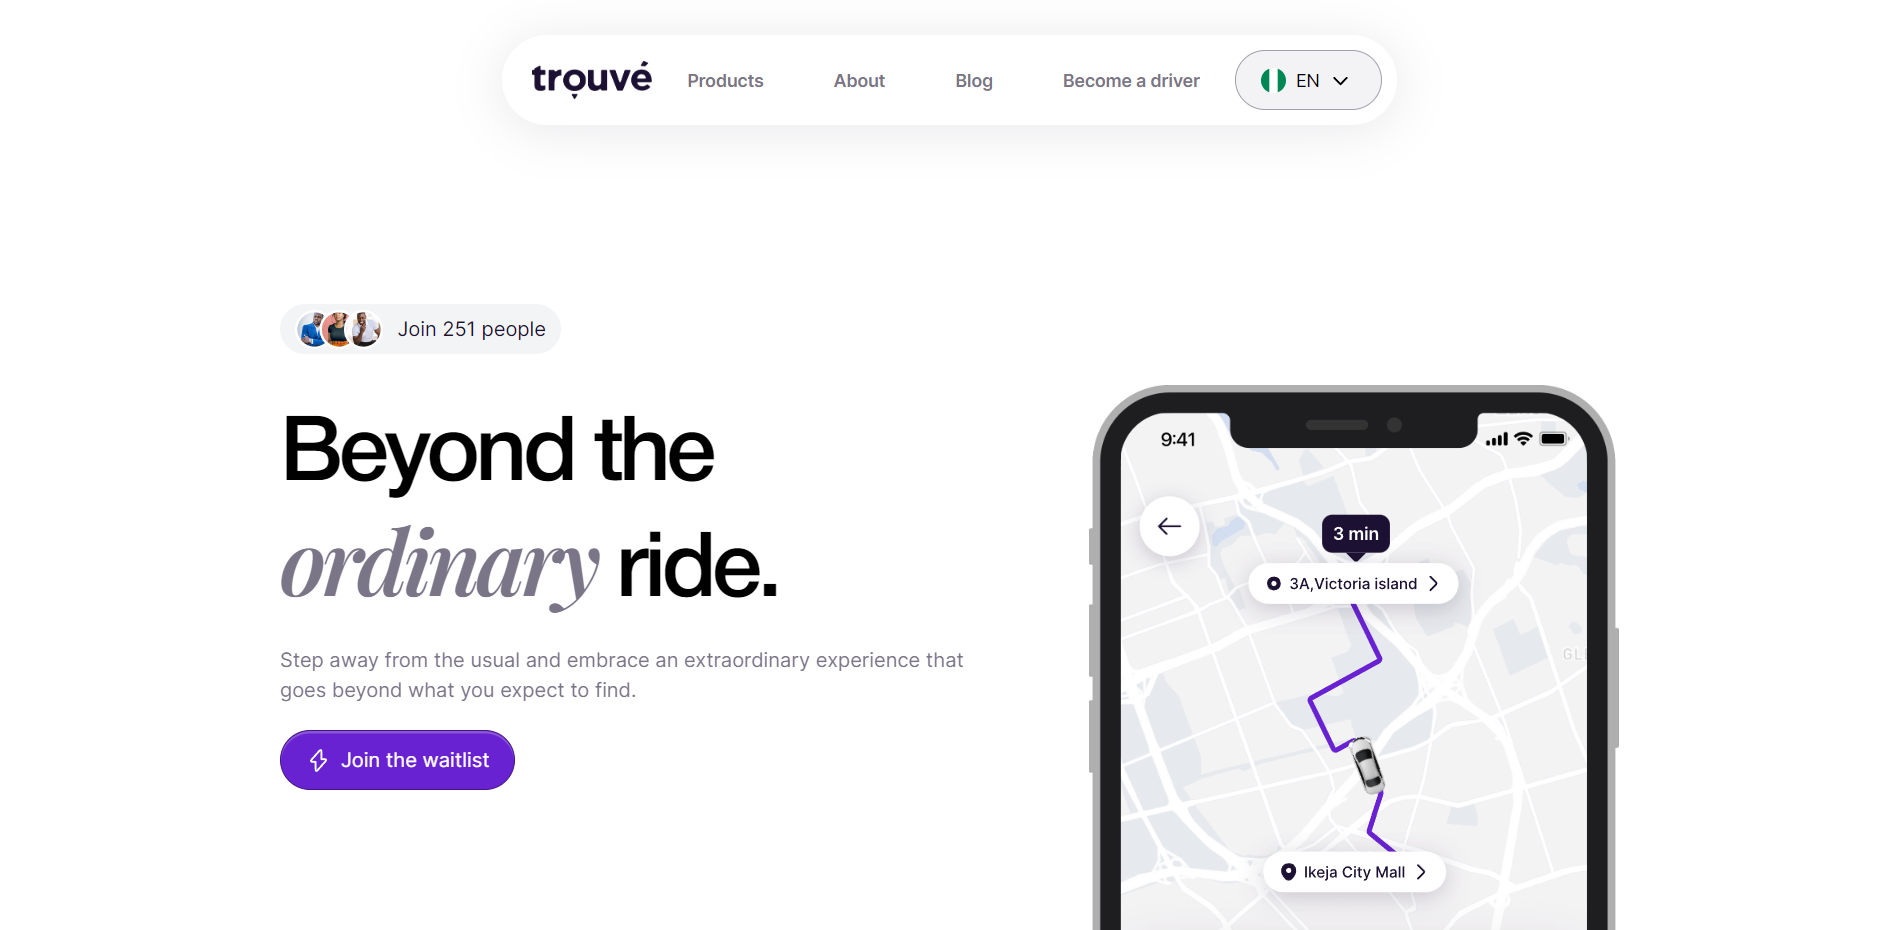 trouvé
Products
About
Blog
Become a driver
EN
Join 251 people
Beyond the
ordinary ride.
Step away from the usual and embrace an extraordinary experience that
goes beyond what you expect to find.
Join the waitlist
9:41
3 min
3A,Victoria island
Ikeja City Mall